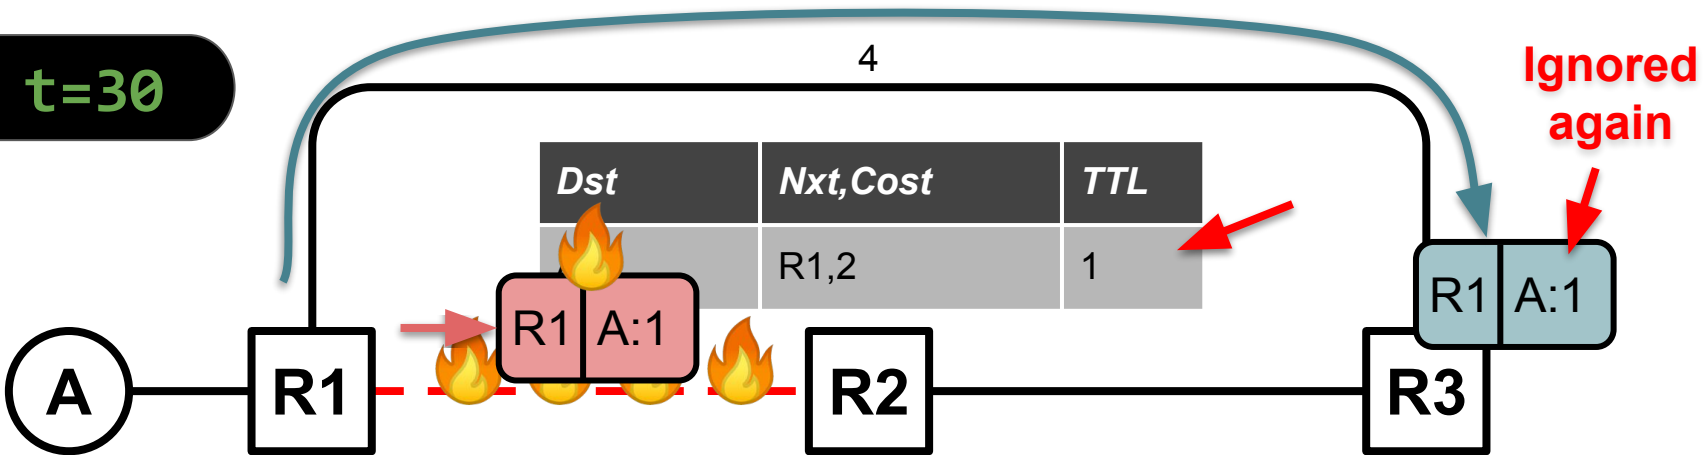 t=30
4
Ignored
again
Dst Nxt,Cost TTL
R1,2 1
R1 A:1
R1 A:1
A R1 R2 R3